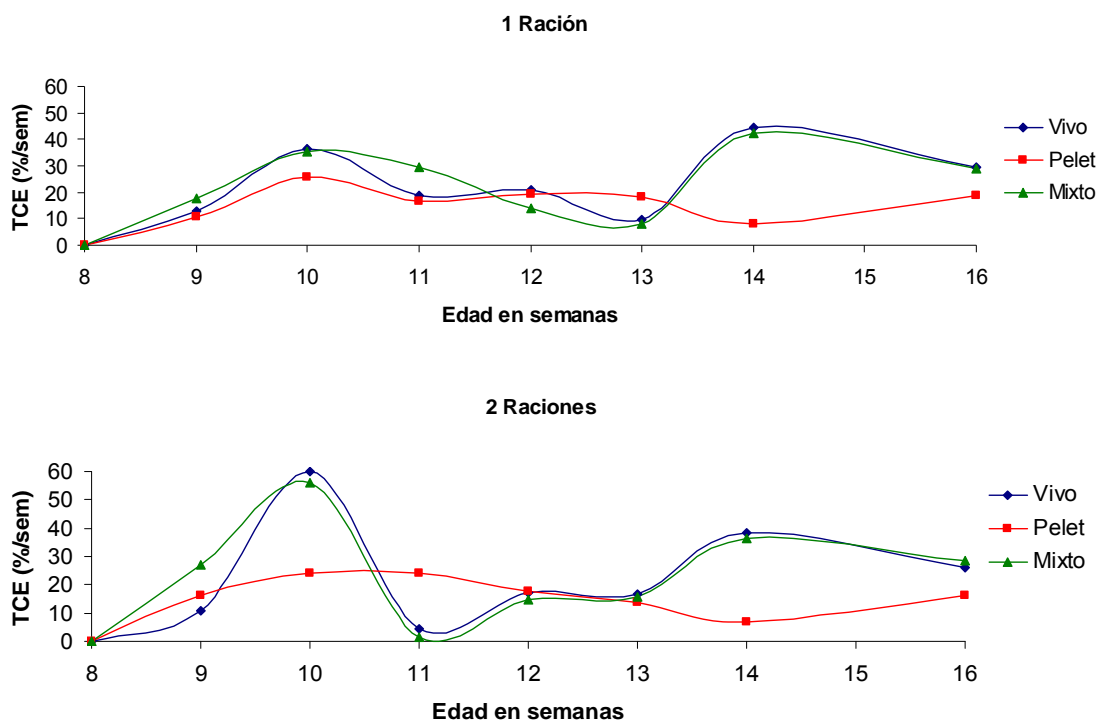 1 Ración
TCE (%/sem)
60
50
40
30
20
10
0
8 9 10 11 12 13 14 15 16
Edad en semanas
Vivo
Pelet
Mixto
2 Raciones
TCE (%/sem)
60
50
40
30
20
10
0
8 9 10 11 12 13 14 15 16
Edad en semanas
Vivo
Pelet
Mixto